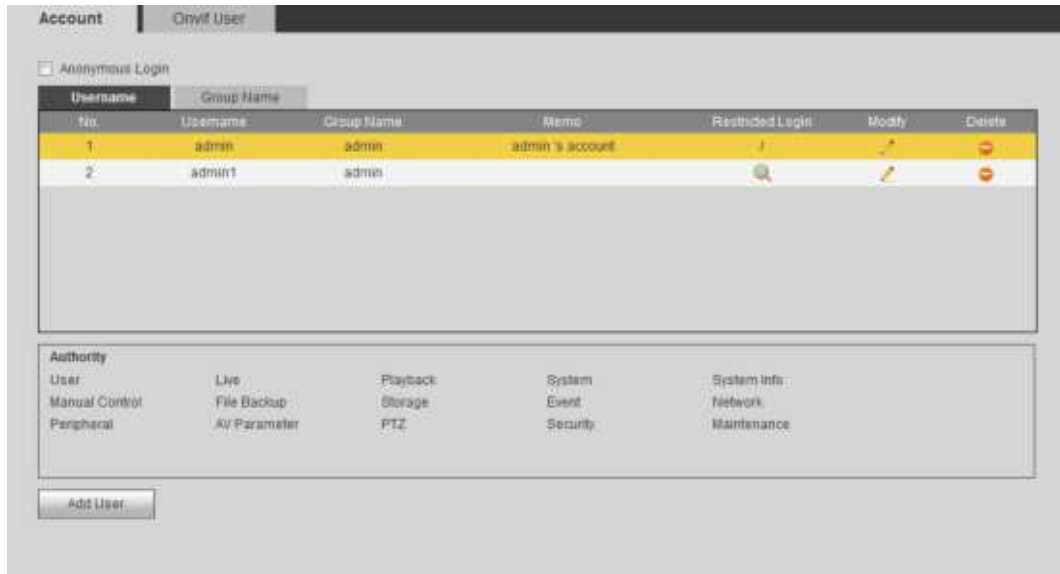 Account Onvif User
Anonymous Login
Username Group Name
No. Username Group Name Memo Restricted Login Modify Delete
1 admin admin admin 's account /
2 admin1 admin
Authority
User Live Playback System System Info
Manual Control File Backup Storage Event Network
Peripheral AV Parameter PTZ Security Maintenance
Add User